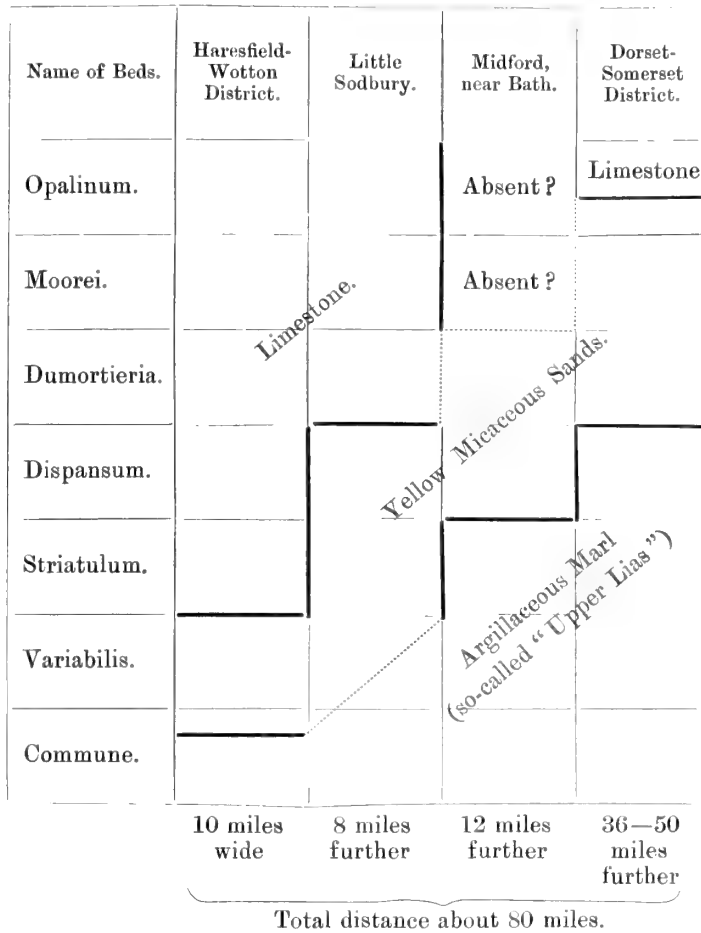 Name of Beds.
Haresfield-
Wotton
District.
Little
Sodbury.
Midford,
near Bath.
Dorset-
Somerset
District.
Opalinum.
Absent?
Limestone
Moorei.
Absent?
Limestone.
Dumortieria.
Yellow Micaceous Sands.
Dispansum.
Striatulum.
Argillaceous Marl
(so-called "Upper Lias")
Variabilis.
Commune.
10 miles
wide
8 miles
further
12 miles
further
36—50
miles
further
Total distance about 80 miles.